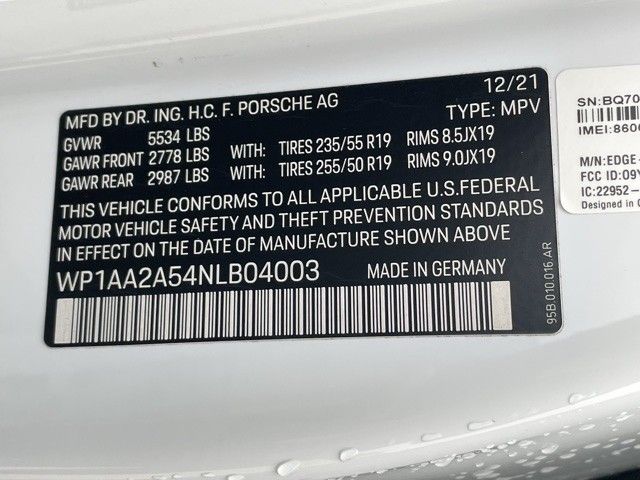 MFD BY DR. ING. H.C. F. PORSCHE AG 12/21
GVWR 5534 LBS TYPE: MPV
GAWR FRONT 2778 LBS WITH: TIRES 235/55 R19 RIMS 8.5JX19
GAWR REAR 2987 LBS WITH: TIRES 255/50 R19 RIMS 9.0JX19
THIS VEHICLE CONFORMS TO ALL APPLICABLE U.S.FEDERAL
MOTOR VEHICLE SAFETY AND THEFT PREVENTION STANDARDS
IN EFFECT ON THE DATE OF MANUFACTURE SHOWN ABOVE.
WP1AA2A54NLB04003 MADE IN GERMANY
95B.010.016.AR
SN:BQ70
IMEI:8600
M/N:EDGE-
FCC ID:09Y
IC:22952-
Designed in C